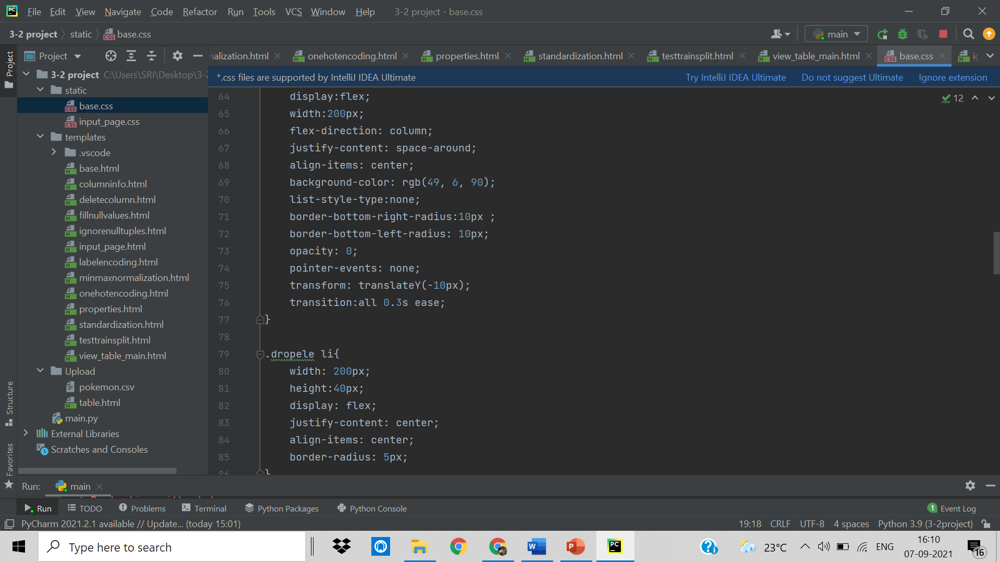 PC File Edit View Navigate Code Refactor Run Tools VCS Window Help 3-2 project - base.css
3-2 project static CSS base.css main
Project Project nalization.html onehotencoding.html properties.html standardization.html testtrainsplit.html view_table_main.html base.css
*.css files are supported by IntelliJ IDEA Ultimate Try IntelliJ IDEA Ultimate Do not suggest Ultimate Ignore extension
3-2 project C:\Users\SRI\Desktop\3-2
static
base.css
input_page.css
templates
.vscode
base.html
columninfo.html
deletecolumn.html
fillnullvalues.html
ignorenulltuples.html
input_page.html
labelencoding.html
minmaxnormalization.html
onehotencoding.html
properties.html
standardization.html
testtrainsplit.html
view_table_main.html
Upload
pokemon.csv
table.html
main.py
External Libraries
Scratches and Consoles
Structure
Favorites
12
64 display:flex;
65 width:200px;
66 flex-direction: column;
67 justify-content: space-around;
68 align-items: center;
69 background-color: rgb(49, 6, 90);
70 list-style-type:none;
71 border-bottom-right-radius:10px ;
72 border-bottom-left-radius: 10px;
73 opacity: 0;
74 pointer-events: none;
75 transform: translateY(-10px);
76 transition:all 0.3s ease;
77 }
78
79 .dropele li{
80 width: 200px;
81 height:40px;
82 display: flex;
83 justify-content: center;
84 align-items: center;
85 border-radius: 5px;
86 }
Run: main
Run TODO Problems Terminal Python Packages Python Console 1 Event Log
PyCharm 2021.2.1 available // Update... (today 15:01) 19:18 CRLF UTF-8 4 spaces Python 3.9 (3-2project)
Type here to search W P PC 23°C ENG 16:10
07-09-2021 16